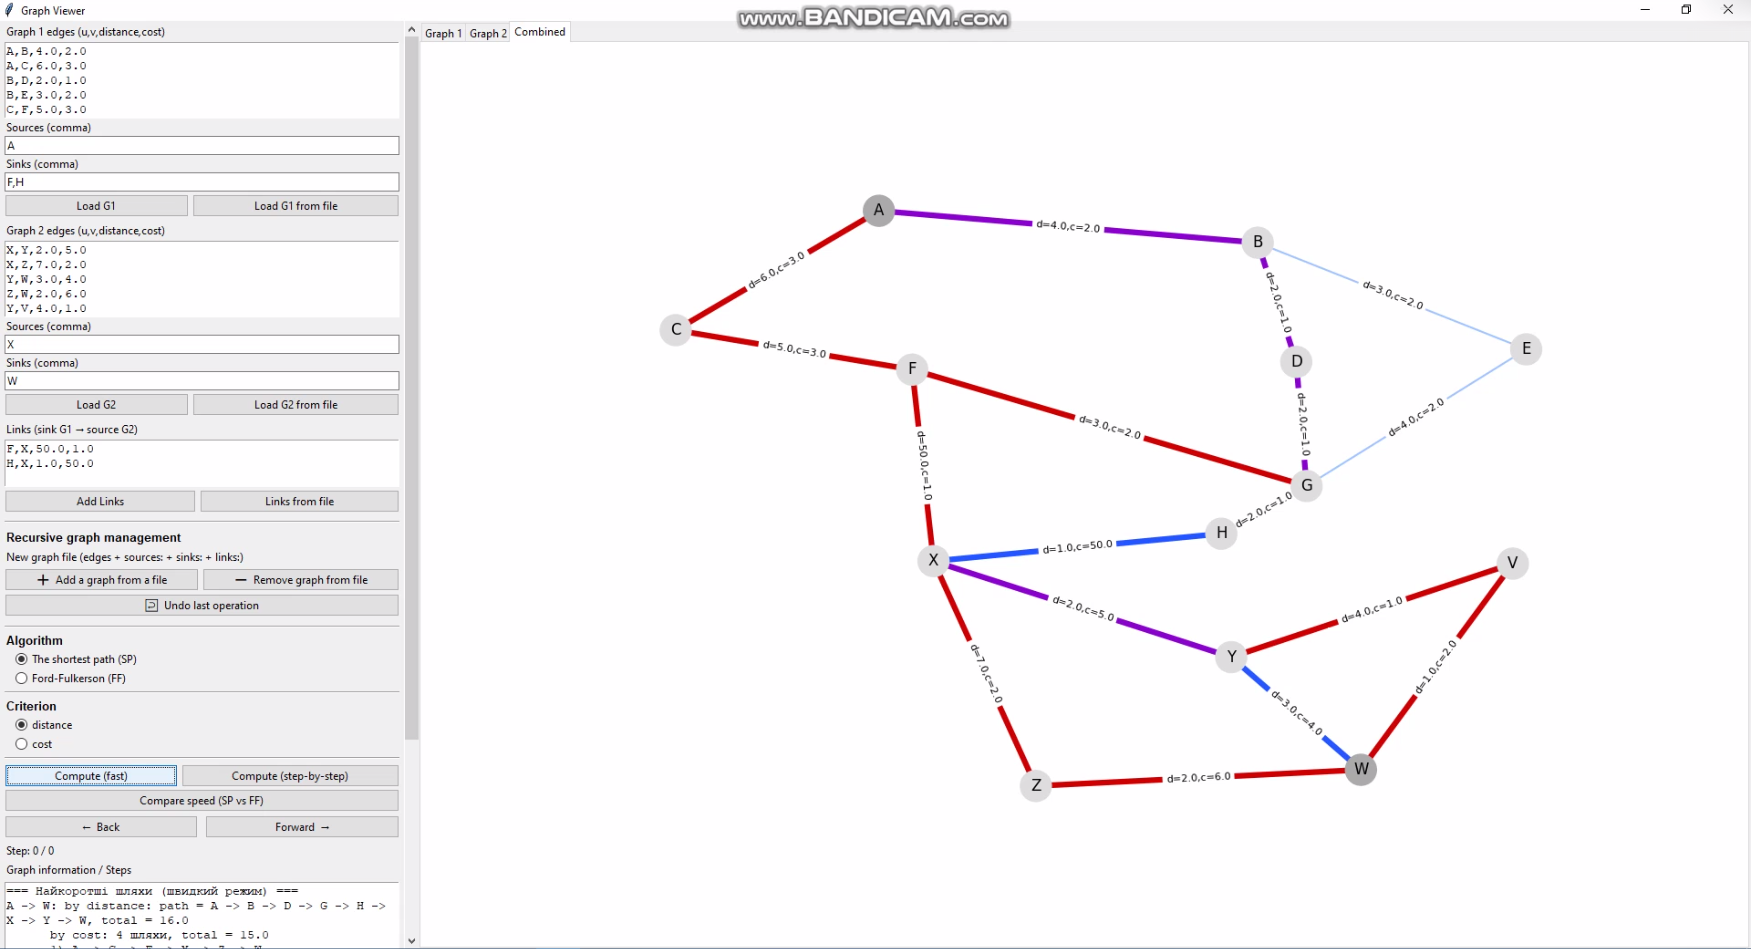 Graph Viewer
www.BANDICAM.com
Graph 1 edges (u,v,distance,cost)
A,B,4.0,2.0
A,C,6.0,3.0
B,D,2.0,1.0
B,E,3.0,2.0
C,F,5.0,3.0
Sources (comma)
A
Sinks (comma)
F,H
Load G1
Load G1 from file
Graph 2 edges (u,v,distance,cost)
X,Y,2.0,5.0
X,Z,7.0,2.0
Y,W,3.0,4.0
Z,W,2.0,6.0
Y,V,4.0,1.0
Sources (comma)
X
Sinks (comma)
W
Load G2
Load G2 from file
Links (sink G1 → source G2)
F,X,50.0,1.0
H,X,1.0,50.0
Add Links
Links from file
Recursive graph management
New graph file (edges + sources: + sinks: + links:)
+ Add a graph from a file
− Remove graph from file
Undo last operation
Algorithm
The shortest path (SP)
Ford-Fulkerson (FF)
Criterion
distance
cost
Compute (fast)
Compute (step-by-step)
Compare speed (SP vs FF)
← Back
Forward →
Step: 0 / 0
Graph information / Steps
=== Найкоротші шляхи (швидкий режим) ===
A -> W: by distance: path = A -> B -> D -> G -> H ->
X -> Y -> W, total = 16.0
by cost: 4 шляхи, total = 15.0
Graph 1
Graph 2
Combined
A
d=4.0,c=2.0
B
d=6.0,c=3.0
d=2.0,c=1.0
d=3.0,c=2.0
C
d=5.0,c=3.0
F
D
E
d=3.0,c=2.0
d=2.0,c=1.0
d=4.0,c=2.0
d=50.0,c=1.0
G
d=2.0,c=1.0
H
X
d=1.0,c=50.0
V
d=2.0,c=5.0
d=4.0,c=1.0
Y
d=7.0,c=2.0
d=3.0,c=4.0
d=1.0,c=2.0
Z
d=2.0,c=6.0
W